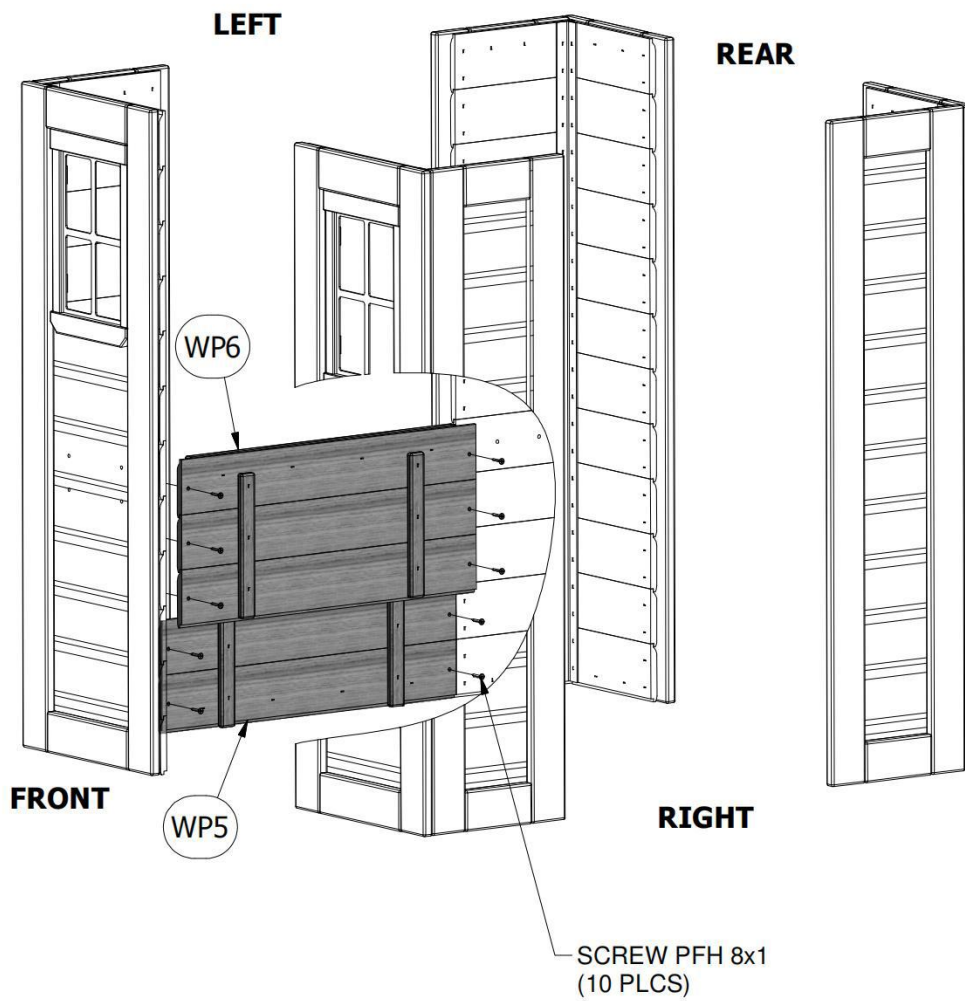 LEFT
REAR
WP6
FRONT
WP5
RIGHT
SCREW PFH 8x1
(10 PLCS)